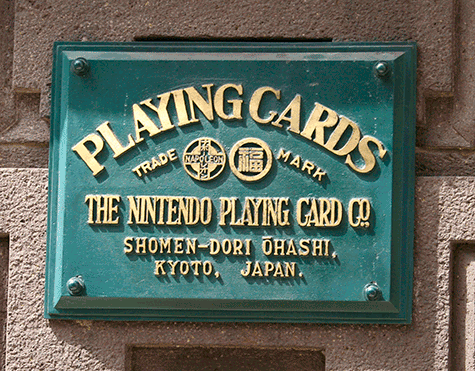 PLAYING CARDS
TRADE NAPOLEON 福 MARK
THE NINTENDO PLAYING CARD Co.
SHOMEN-DORI ŌHASHI,
KYOTO, JAPAN.